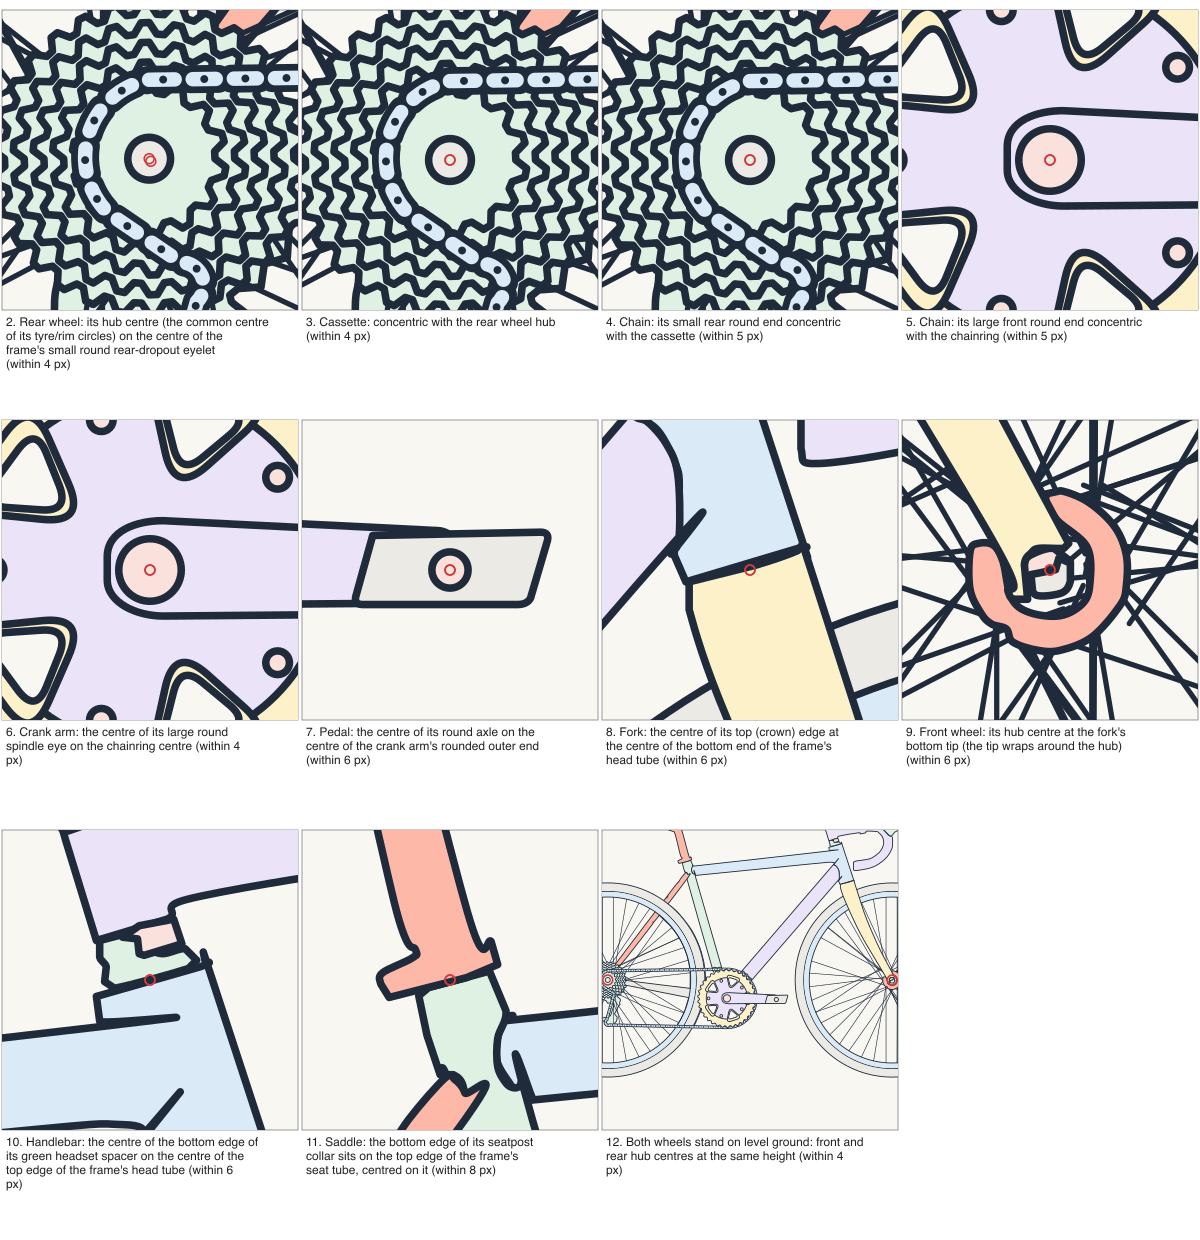 2. Rear wheel: its hub centre (the common centre
of its tyre/rim circles) on the centre of the
frame's small round rear-dropout eyelet
(within 4 px)
3. Cassette: concentric with the rear wheel hub
(within 4 px)
4. Chain: its small rear round end concentric
with the cassette (within 5 px)
5. Chain: its large front round end concentric
with the chainring (within 5 px)
6. Crank arm: the centre of its large round
spindle eye on the chainring centre (within 4
px)
7. Pedal: the centre of its round axle on the
centre of the crank arm's rounded outer end
(within 6 px)
8. Fork: the centre of its top (crown) edge at
the centre of the bottom end of the frame's
head tube (within 6 px)
9. Front wheel: its hub centre at the fork's
bottom tip (the tip wraps around the hub)
(within 6 px)
10. Handlebar: the centre of the bottom edge of
its green headset spacer on the centre of the
top edge of the frame's head tube (within 6
px)
11. Saddle: the bottom edge of its seatpost
collar sits on the top edge of the frame's
seat tube, centred on it (within 8 px)
12. Both wheels stand on level ground: front and
rear hub centres at the same height (within 4
px)